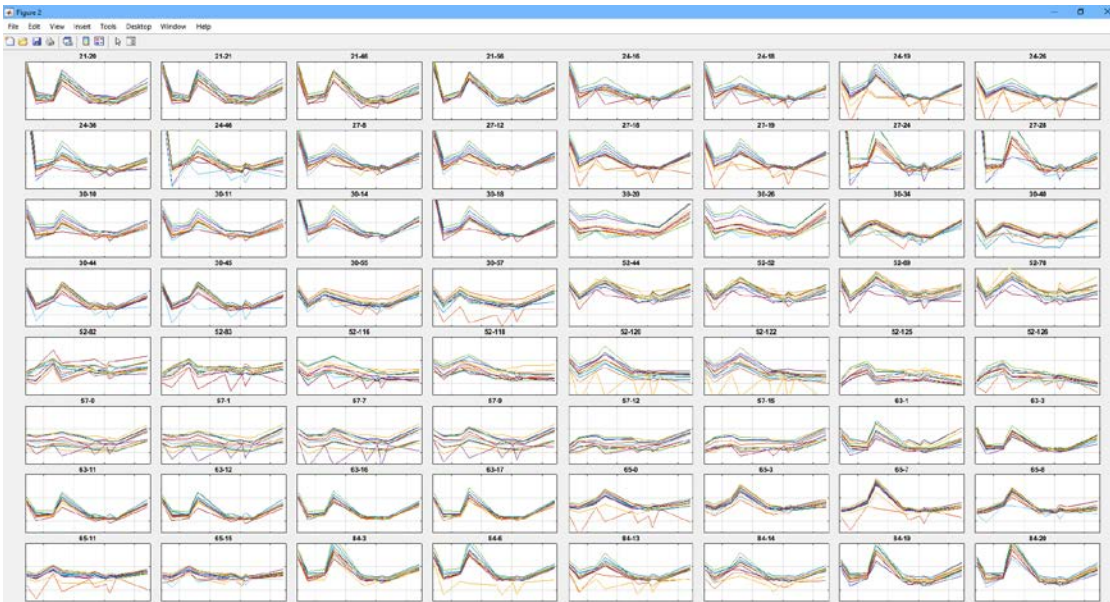 Figure 2
File Edit View Insert Tools Desktop Window Help
21-20 21-21 21-46 21-56 24-16 24-18 24-19 24-26
24-36 24-46 27-5 27-12 27-18 27-19 27-24 27-28
30-10 30-11 30-14 30-18 30-20 30-26 30-34 30-40
30-44 30-45 30-55 30-57 52-44 52-52 52-69 52-76
52-82 52-83 52-116 52-118 52-120 52-122 52-125 52-126
57-0 57-1 57-7 57-9 57-12 57-15 63-1 63-3
63-11 63-12 63-16 63-17 65-0 65-3 65-7 65-8
65-11 65-15 84-3 84-6 84-13 84-14 84-19 84-20